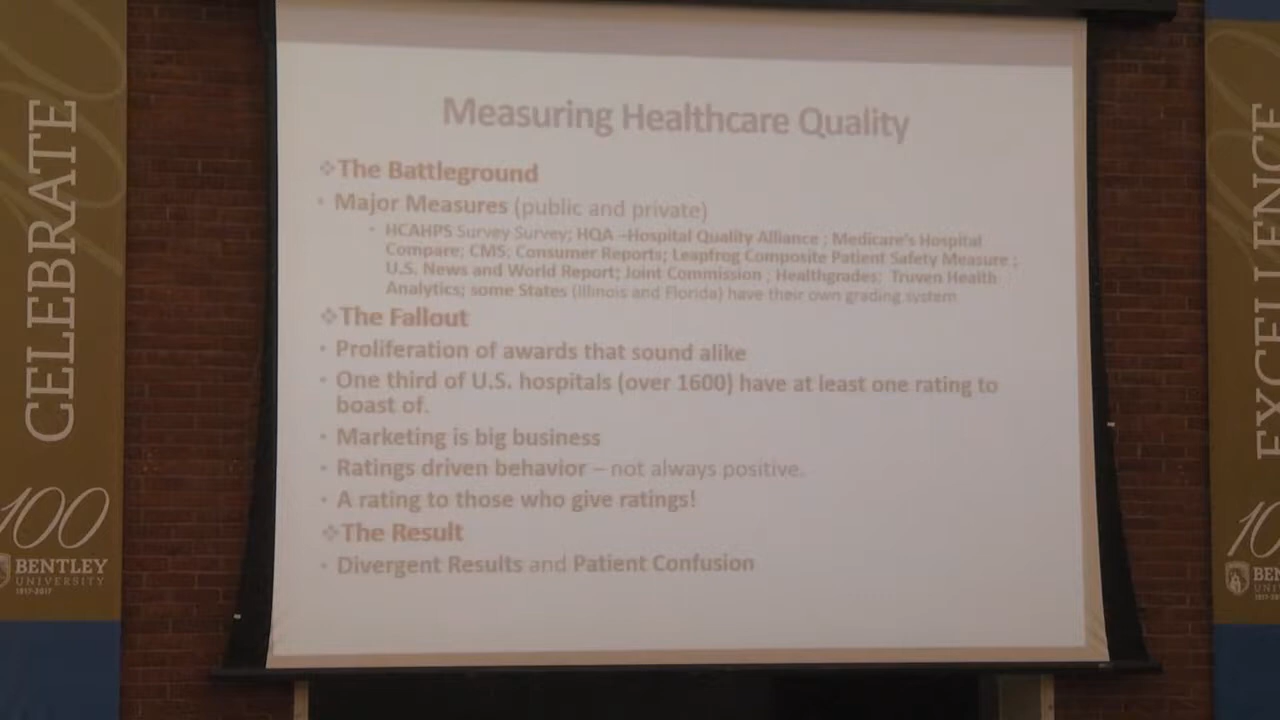 CELEBRATE
100
BENTLEY
UNIVERSITY
1917-2017
Measuring Healthcare Quality
❖The Battleground
• Major Measures (public and private)
• HCAHPS Survey Survey; HQA –Hospital Quality Alliance ; Medicare's Hospital
Compare; CMS; Consumer Reports; Leapfrog Composite Patient Safety Measure ;
U.S. News and World Report; Joint Commission ; Healthgrades: Truven Health
Analytics; some States (Illinois and Florida) have their own grading system
❖The Fallout
• Proliferation of awards that sound alike
• One third of U.S. hospitals (over 1600) have at least one rating to
boast of.
• Marketing is big business
• Ratings driven behavior – not always positive.
• A rating to those who give ratings!
❖The Result
• Divergent Results and Patient Confusion
EXCELLENCE
10
BEN
UNI